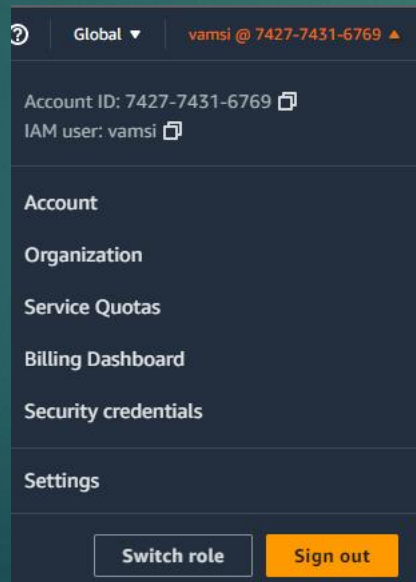 Global ▼ vamsi @ 7427-7431-6769 ▲
Account ID: 7427-7431-6769
IAM user: vamsi
Account
Organization
Service Quotas
Billing Dashboard
Security credentials
Settings
Switch role Sign out